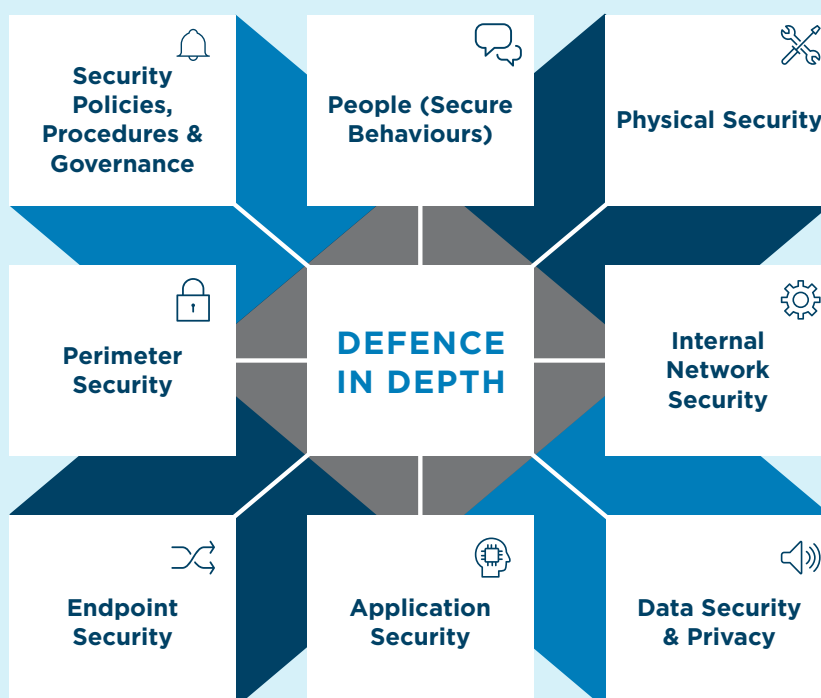 Security
Policies,
Procedures &
Governance
People (Secure
Behaviours)
Physical Security
Perimeter
Security
DEFENCE
IN DEPTH
Internal
Network
Security
Endpoint
Security
Application
Security
Data Security
& Privacy